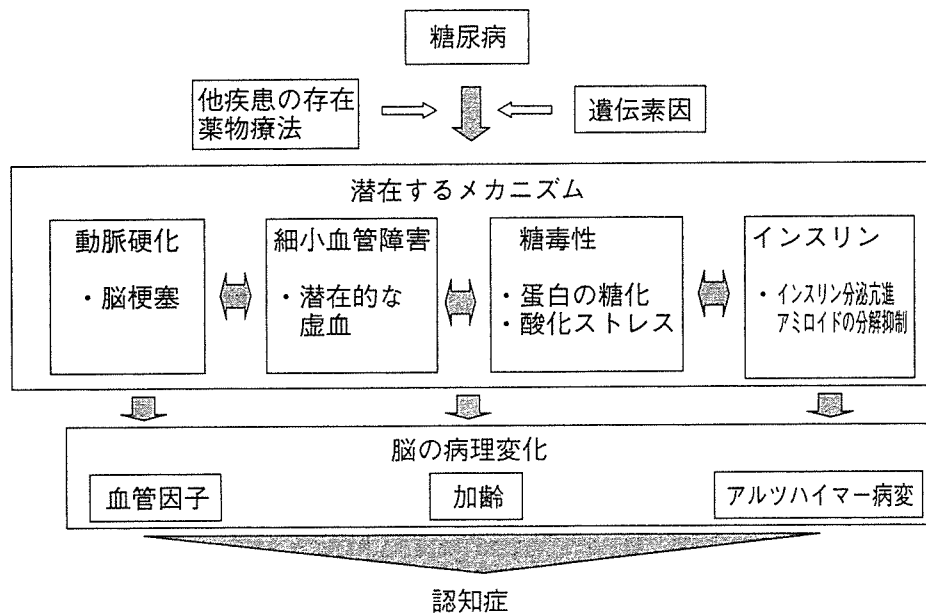 糖尿病
他疾患の存在
薬物療法
遺伝素因
潜在するメカニズム
動脈硬化
・脳梗塞
細小血管障害
・潜在的な
虚血
糖毒性
・蛋白の糖化
・酸化ストレス
インスリン
・インスリン分泌亢進
アミロイドの分解抑制
脳の病理変化
血管因子
加齢
アルツハイマー病変
認知症